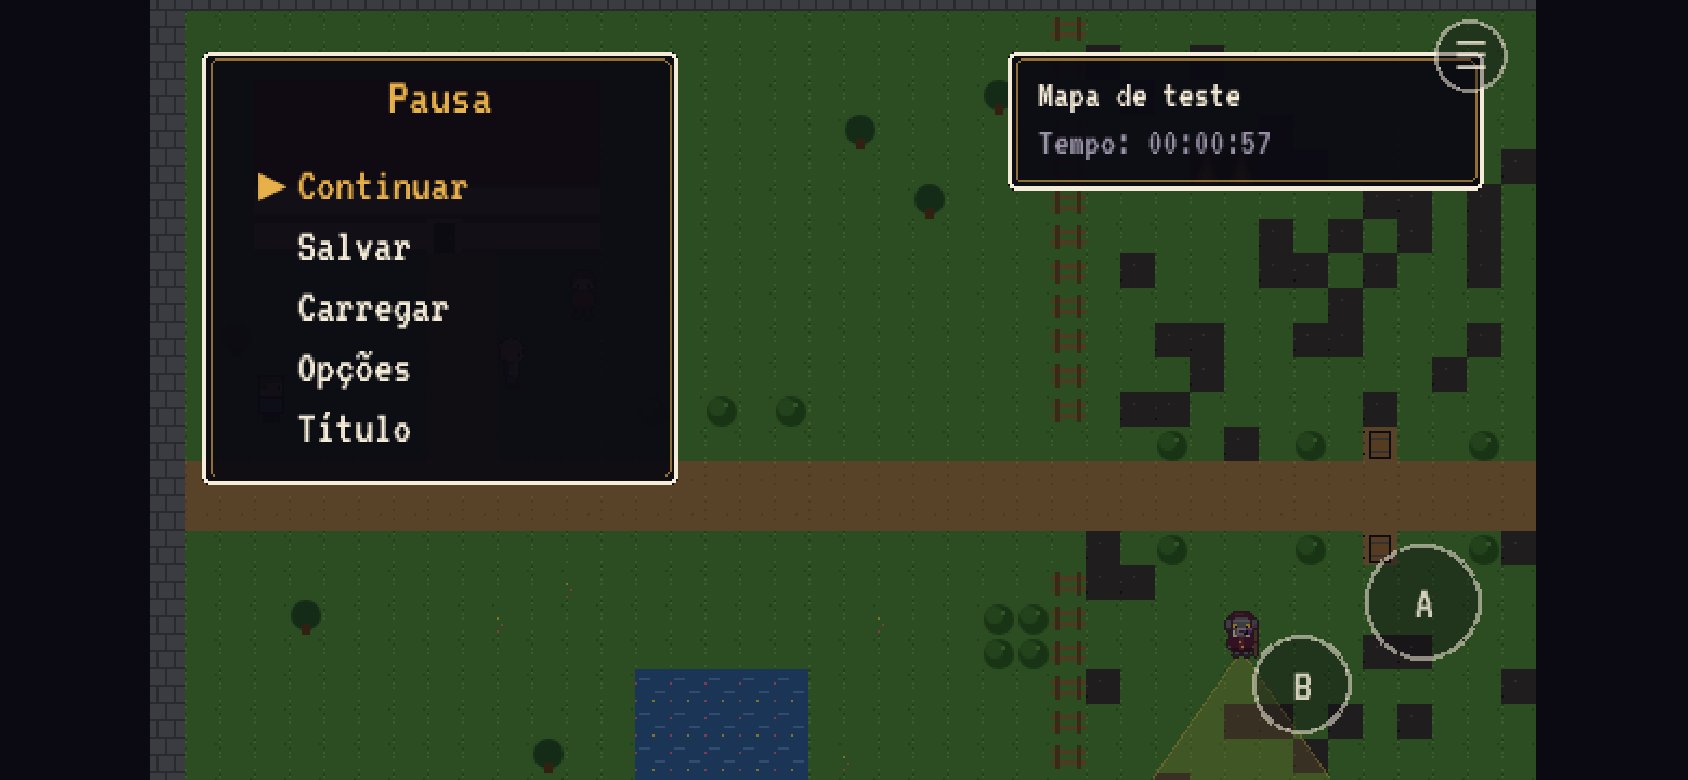 Pausa
Continuar
Salvar
Carregar
Opções
Título
Mapa de teste
Tempo: 00:00:57
A
B